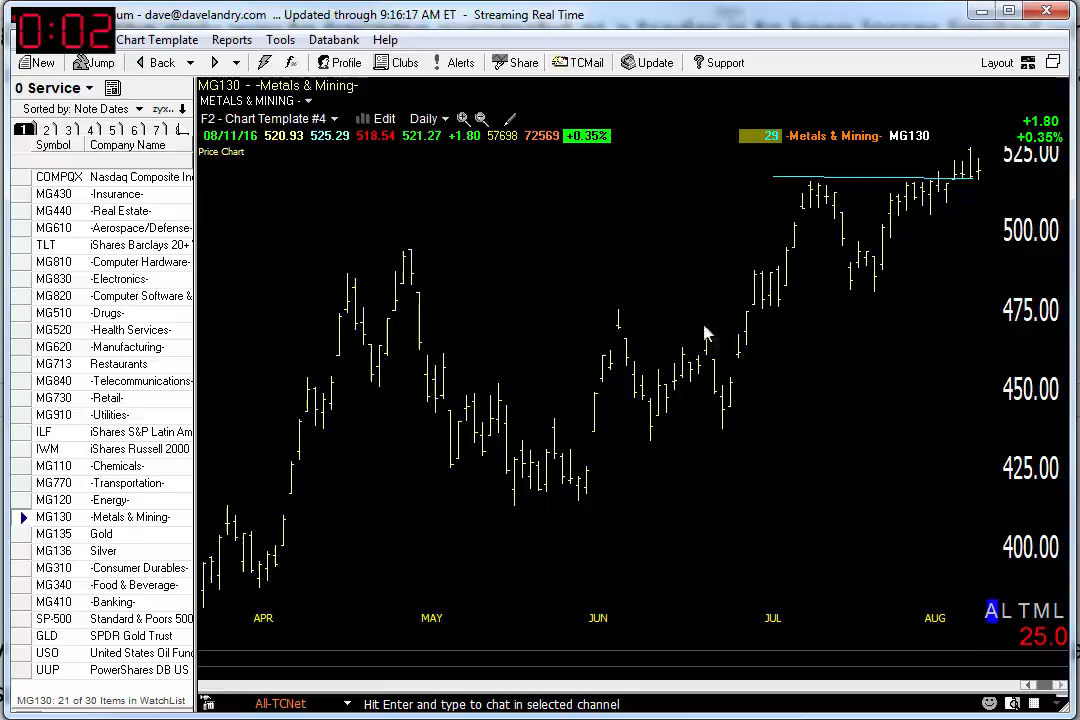 0:02
um - dave@davelandry.com ... Updated through 9:16:17 AM ET - Streaming Real Time
Chart Template Reports Tools Databank Help
New Jump Back Profile Clubs Alerts Share TCMail Update Support Layout
0 Service
Sorted by: Note Dates zyx..
1 2 3 4 5 6 7
Symbol Company Name
COMPQX Nasdaq Composite In
MG430 -Insurance-
MG440 -Real Estate-
MG610 -Aerospace/Defense-
TLT iShares Barclays 20+
MG810 -Computer Hardware-
MG830 -Electronics-
MG820 -Computer Software &
MG510 -Drugs-
MG520 -Health Services-
MG620 -Manufacturing-
MG713 Restaurants
MG840 -Telecommunications-
MG730 -Retail-
MG910 -Utilities-
ILF iShares S&P Latin Am
IWM iShares Russell 2000
MG110 -Chemicals-
MG770 -Transportation-
MG120 -Energy-
MG130 -Metals & Mining-
MG135 Gold
MG136 Silver
MG310 -Consumer Durables-
MG340 -Food & Beverage-
MG410 -Banking-
SP-500 Standard & Poors 500
GLD SPDR Gold Trust
USO United States Oil Fun
UUP PowerShares DB US
MG130: 21 of 30 Items in WatchList
MG130 - -Metals & Mining-
METALS & MINING -
F2 - Chart Template #4 Edit Daily
08/11/16 520.93 525.29 518.54 521.27 +1.80 57698 72569 +0.35% 29 -Metals & Mining- MG130
+1.80
+0.35%
Price Chart
525.00
500.00
475.00
450.00
425.00
400.00
APR MAY JUN JUL AUG
A L T M L
25.0
All-TCNet Hit Enter and type to chat in selected channel